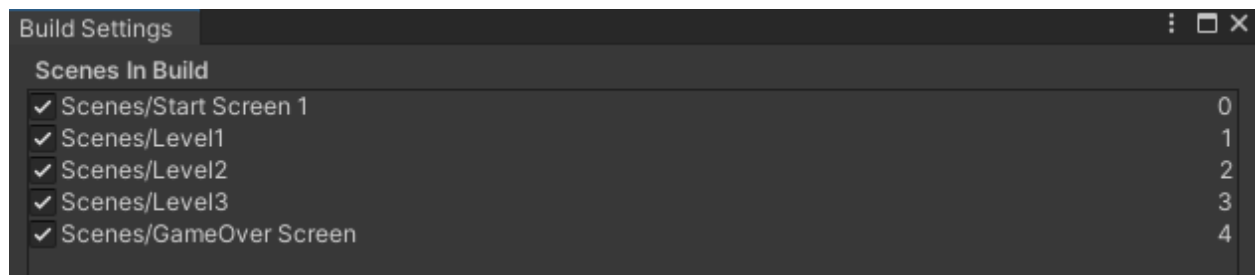 Build Settings
Scenes In Build
Scenes/Start Screen 1 0
Scenes/Level1 1
Scenes/Level2 2
Scenes/Level3 3
Scenes/GameOver Screen 4